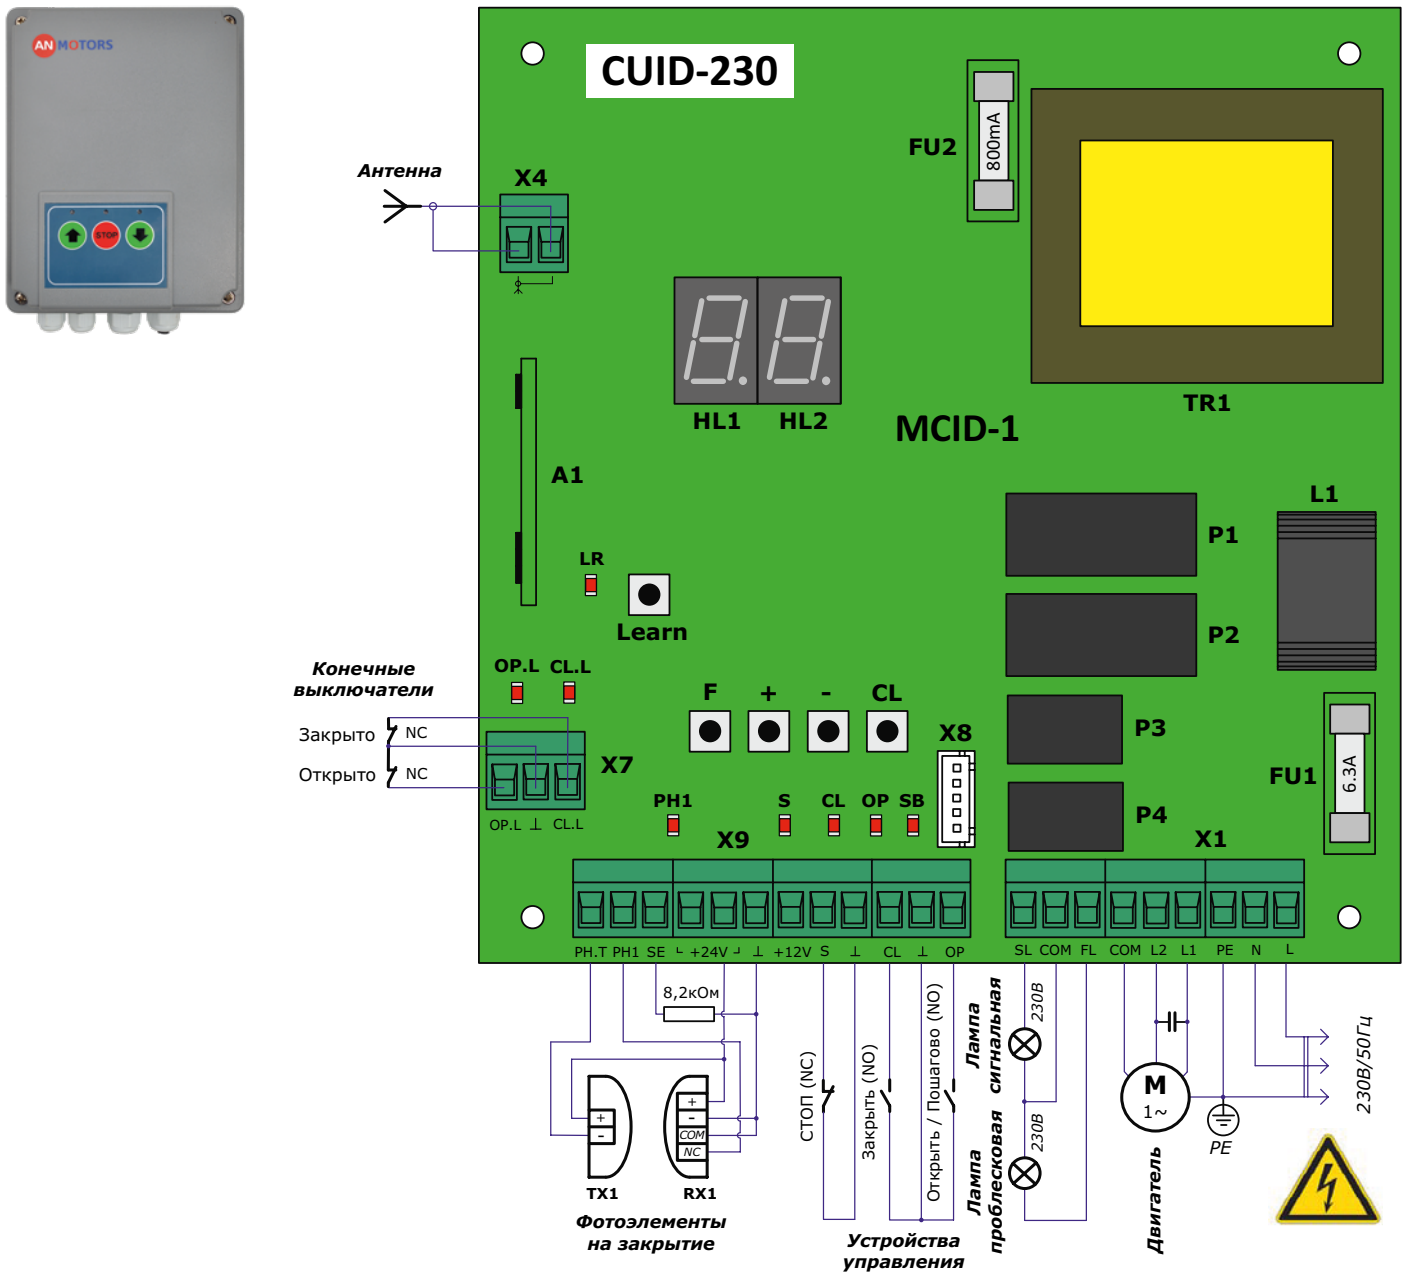 AN MOTORS
STOP
CUID-230
FU2
800mA
Антенна
X4
HL1
HL2
TR1
MCID-1
A1
L1
P1
LR
Learn
P2
Конечные
выключатели
OP.L
CL.L
F
+
-
CL
Закрыто
NC
Открыто
NC
X7
X8
P3
FU1
6.3A
OP.L ⊥ CL.L
PH1
S
CL
OP
SB
P4
X9
X1
PH.T PH1 SE +24V ⊥ +12V S ⊥ CL ⊥ OP
SL COM FL COM L2 L1 PE N L
8,2кОм
СТОП (NC)
Закрыть (NO)
Открыть / Пошагово (NO)
Лампа
сигнальная
230В
Лампа
проблесковая
230В
M
1~
Двигатель
PE
230В/50Гц
+
-
TX1
+
-
COM
NC
RX1
Фотоэлементы
на закрытие
Устройства
управления